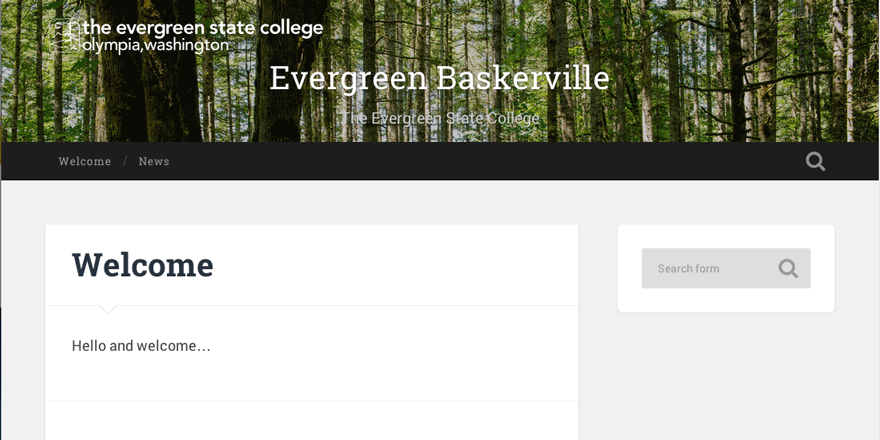 the evergreen state college
olympia,washington
Evergreen Baskerville
The Evergreen State College
Welcome / News
Welcome
Search form
Hello and welcome...